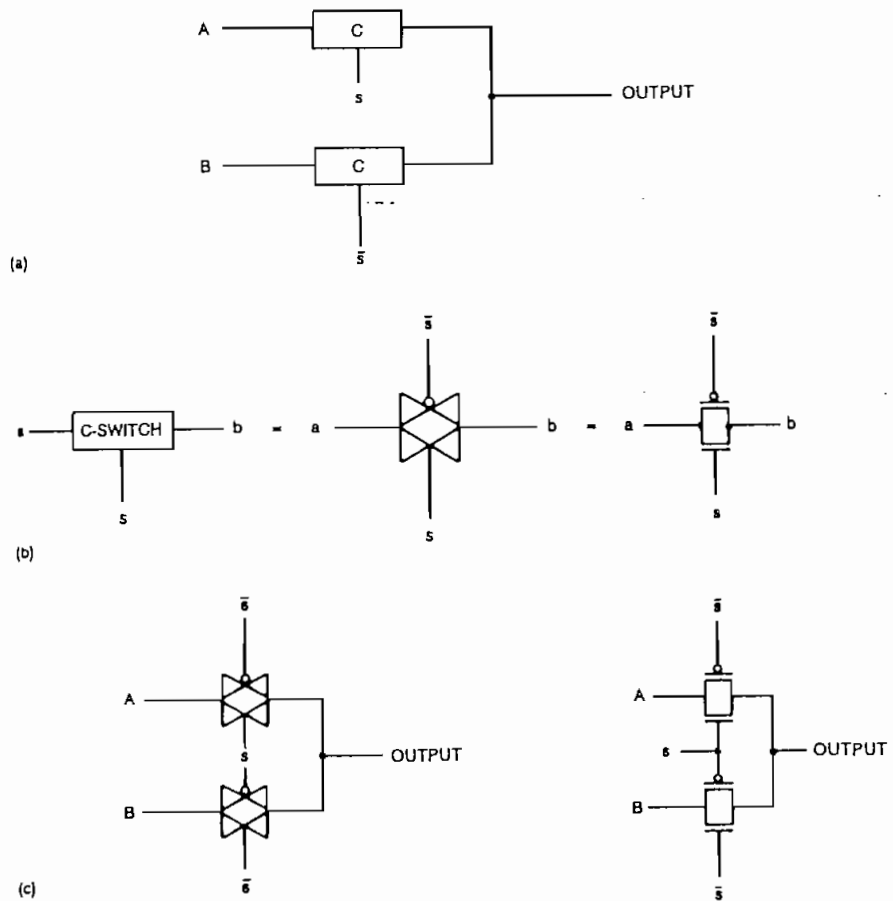 A C
s
OUTPUT
B C
s̅
(a)
s̅ s̅
a C-SWITCH b = a b = a b
s s s
(b)
s̅ s̅
A A
s s
OUTPUT OUTPUT
B B
s̅ s̅
(c)